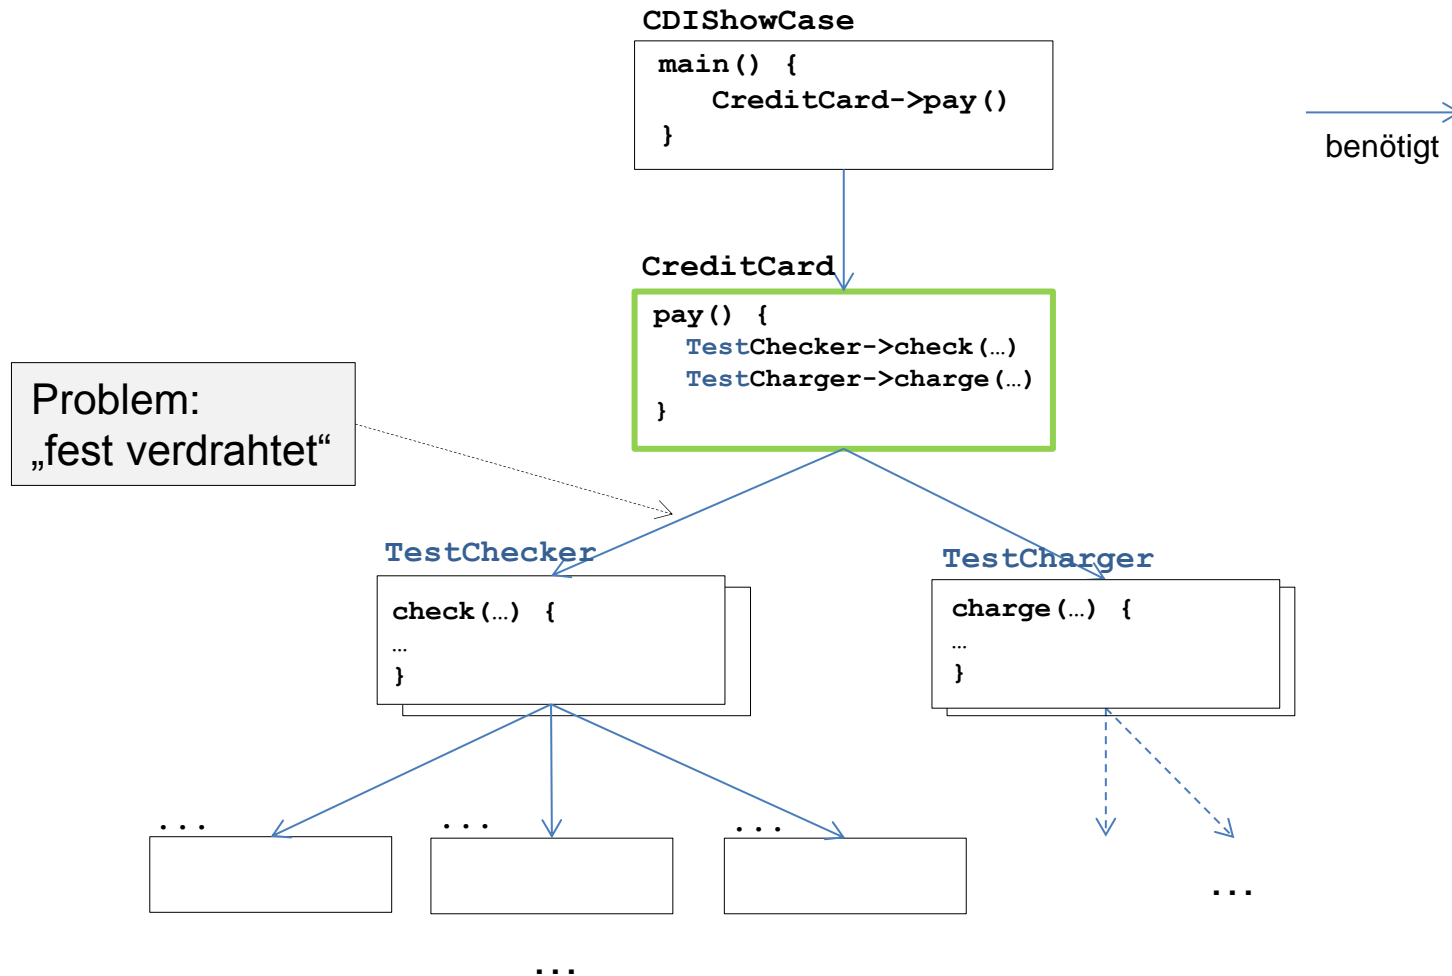 CDIShowCase
main() {
CreditCard->pay()
}
benötigt
CreditCard
pay() {
TestChecker->check(…)
TestCharger->charge(…)
}
Problem:
„fest verdrahtet“
TestChecker
check(…) {
…
}
TestCharger
charge(…) {
…
}
...
...
...
...
...